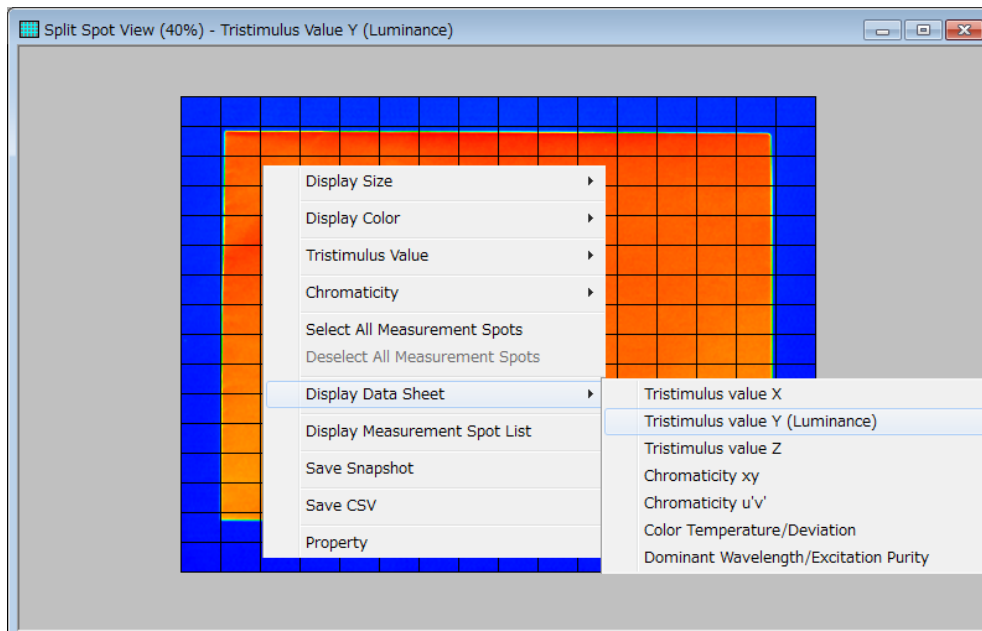 Split Spot View (40%) - Tristimulus Value Y (Luminance)
Display Size
Display Color
Tristimulus Value
Chromaticity
Select All Measurement Spots
Deselect All Measurement Spots
Display Data Sheet
Display Measurement Spot List
Save Snapshot
Save CSV
Property
Tristimulus value X
Tristimulus value Y (Luminance)
Tristimulus value Z
Chromaticity xy
Chromaticity u'v'
Color Temperature/Deviation
Dominant Wavelength/Excitation Purity